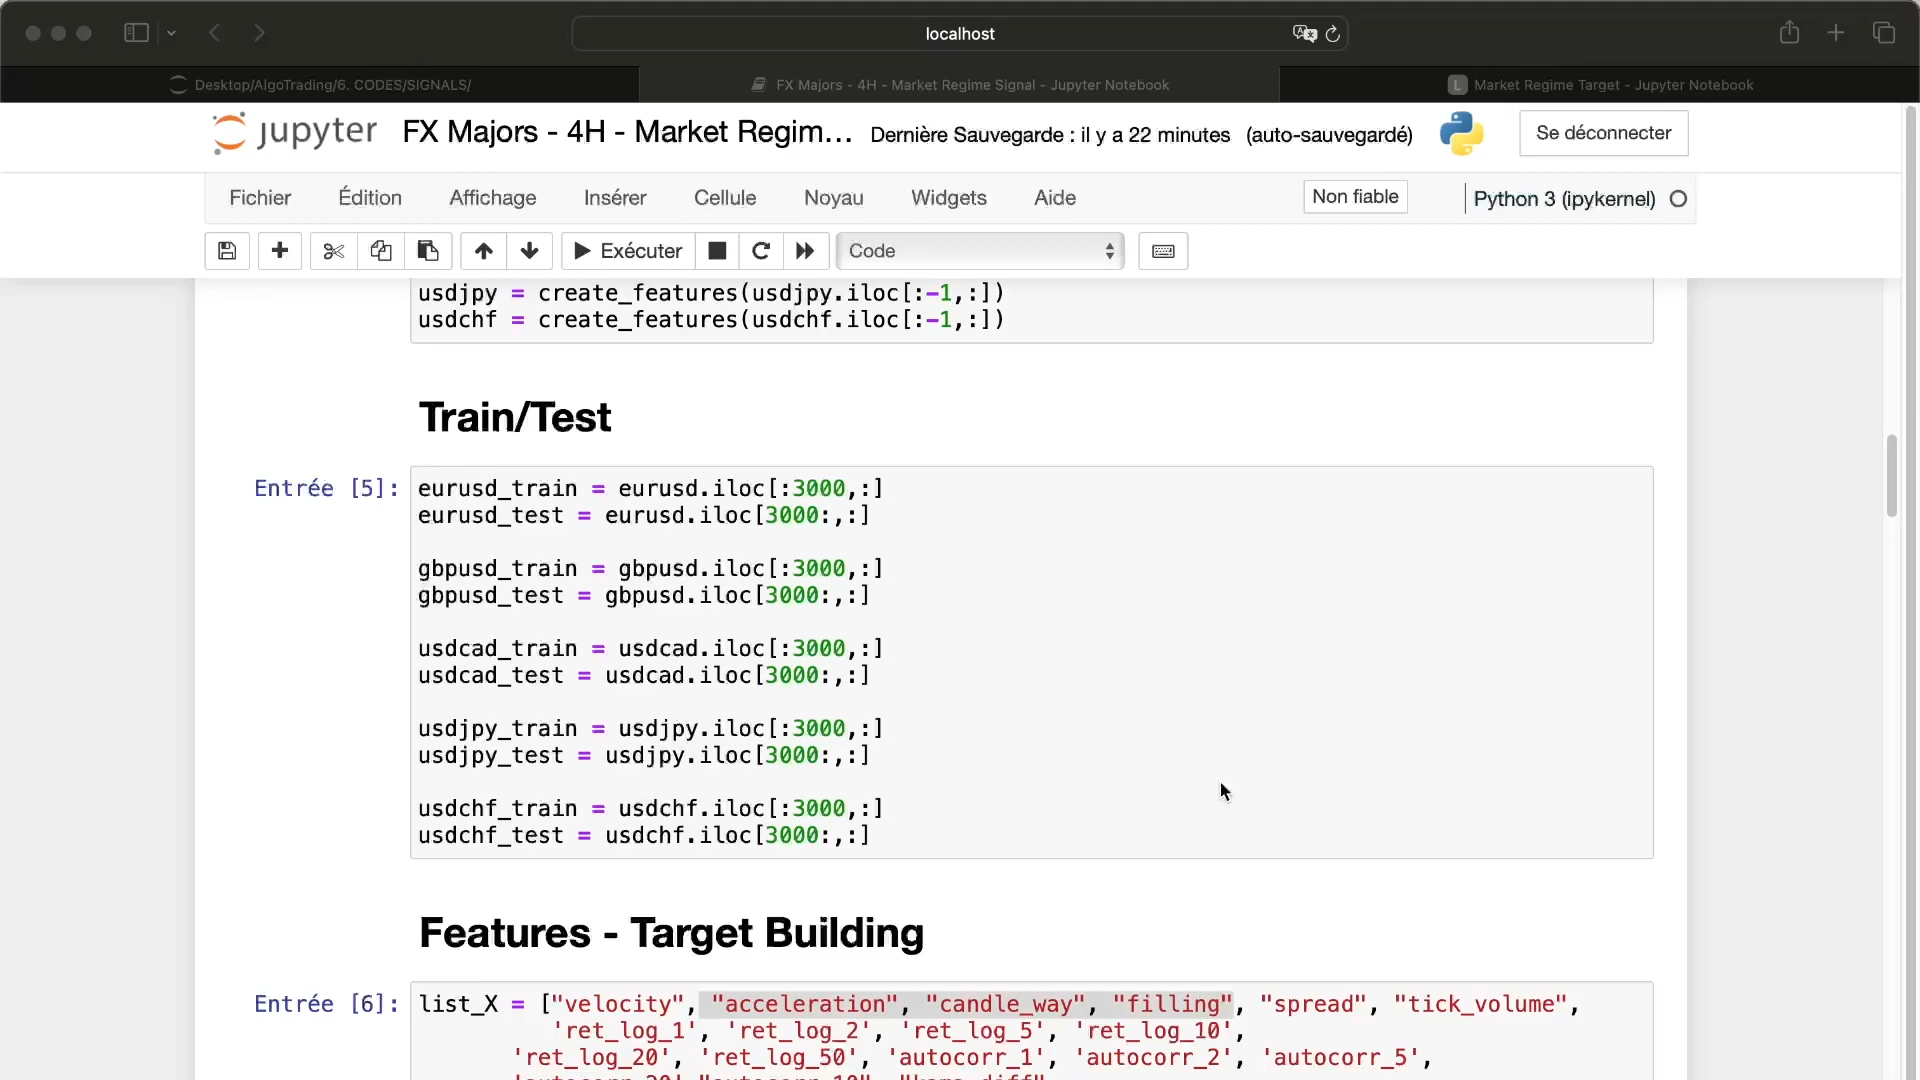 localhost
Desktop/AlgoTrading/6. CODES/SIGNALS/
FX Majors - 4H - Market Regime Signal - Jupyter Notebook
L Market Regime Target - Jupyter Notebook
jupyter FX Majors - 4H - Market Regim... Dernière Sauvegarde : il y a 22 minutes (auto-sauvegardé) Se déconnecter
Fichier Édition Affichage Insérer Cellule Noyau Widgets Aide Non fiable Python 3 (ipykernel)
Exécuter Code
usdjpy = create_features(usdjpy.iloc[:-1,:])
usdchf = create_features(usdchf.iloc[:-1,:])
Train/Test
Entrée [5]: eurusd_train = eurusd.iloc[:3000,:]
eurusd_test = eurusd.iloc[3000:,:]
gbpusd_train = gbpusd.iloc[:3000,:]
gbpusd_test = gbpusd.iloc[3000:,:]
usdcad_train = usdcad.iloc[:3000,:]
usdcad_test = usdcad.iloc[3000:,:]
usdjpy_train = usdjpy.iloc[:3000,:]
usdjpy_test = usdjpy.iloc[3000:,:]
usdchf_train = usdchf.iloc[:3000,:]
usdchf_test = usdchf.iloc[3000:,:]
Features - Target Building
Entrée [6]: list_X = ["velocity", "acceleration", "candle_way", "filling", "spread", "tick_volume",
'ret_log_1', 'ret_log_2', 'ret_log_5', 'ret_log_10',
'ret_log_20', 'ret_log_50', 'autocorr_1', 'autocorr_2', 'autocorr_5',